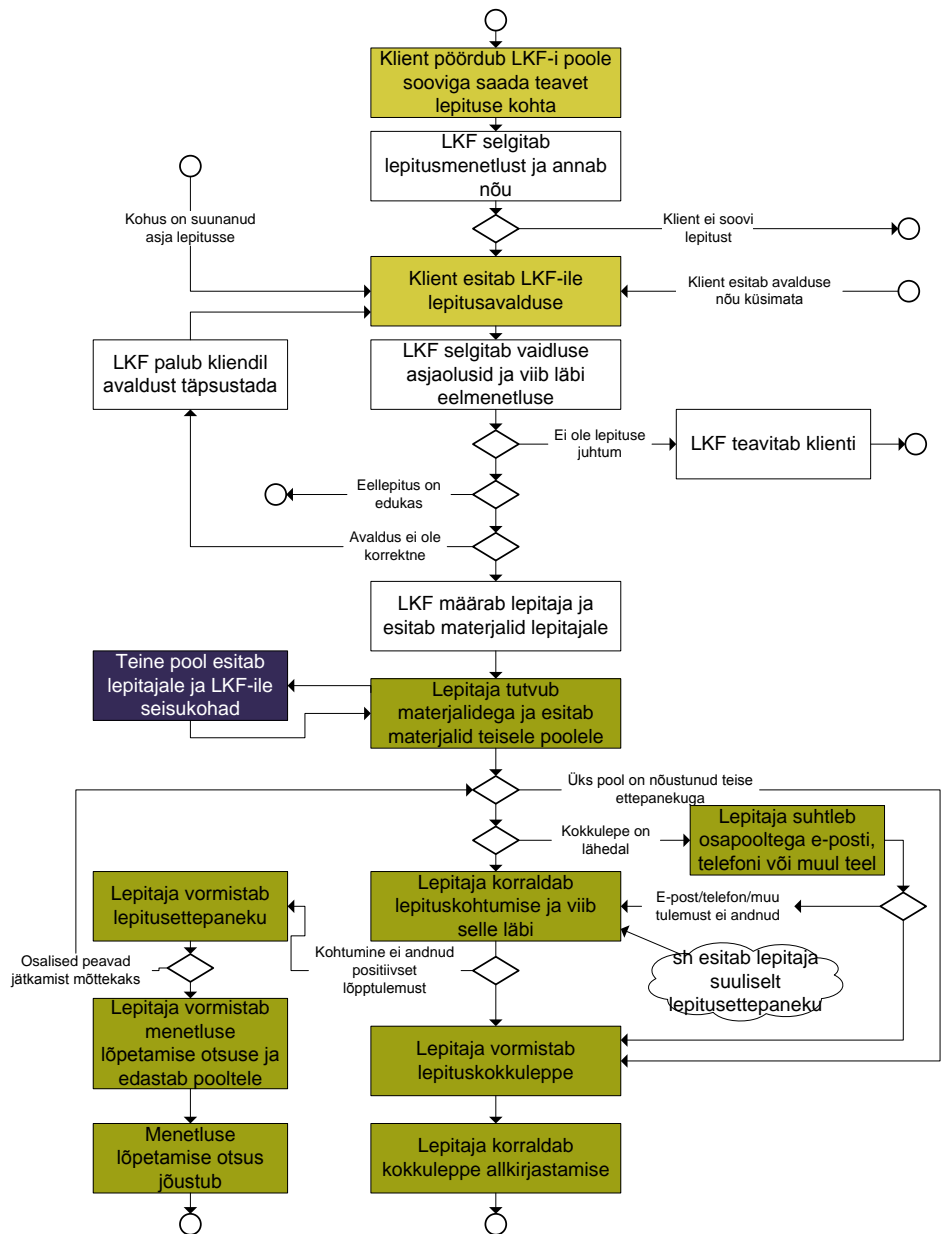 Klient pöördub LKF-i poole
sooviga saada teavet
lepituse kohta
LKF selgitab
lepitusmenetlust ja annab
nõu
Kohus on suunanud
asja lepitusse
Klient ei soovi
lepitust
Klient esitab LKF-ile
lepitusavalduse
Klient esitab avalduse
nõu küsimata
LKF palub kliendil
avaldust täpsustada
LKF selgitab vaidluse
asjaolusid ja viib läbi
eelmenetluse
Ei ole lepituse
juhtum
LKF teavitab klienti
Eellepitus on
edukas
Avaldus ei ole
korrektne
LKF määrab lepitaja ja
esitab materjalid lepitajale
Teine pool esitab
lepitajale ja LKF-ile
seisukohad
Lepitaja tutvub
materjalidega ja esitab
materjalid teisele poolele
Üks pool on nõustunud teise
ettepanekuga
Kokkulepe on
lähedal
Lepitaja suhtleb
osapooltega e-posti,
telefoni või muul teel
Lepitaja vormistab
lepitusettepaneku
Lepitaja korraldab
lepituskohtumise ja viib
selle läbi
E-post/telefon/muu
tulemust ei andnud
Osalised peavad
jätkamist mõttekaks
Kohtumine ei andnud
positiivset
lõpptulemust
sh esitab lepitaja
suuliselt
lepitusettepaneku
Lepitaja vormistab
menetluse
lõpetamise otsuse ja
edastab pooltele
Lepitaja vormistab
lepituskokkuleppe
Menetluse
lõpetamise otsus
jõustub
Lepitaja korraldab
kokkuleppe allkirjastamise